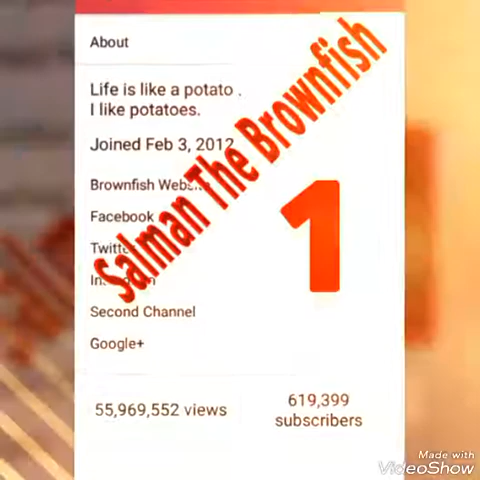 About
Life is like a potato .
I like potatoes.
Joined Feb 3, 2012
Salman The Brownfish
1
Brownfish Website
Facebook
Twitter
Instagram
Second Channel
Google+
55,969,552 views
619,399
subscribers
Made with
VideoShow